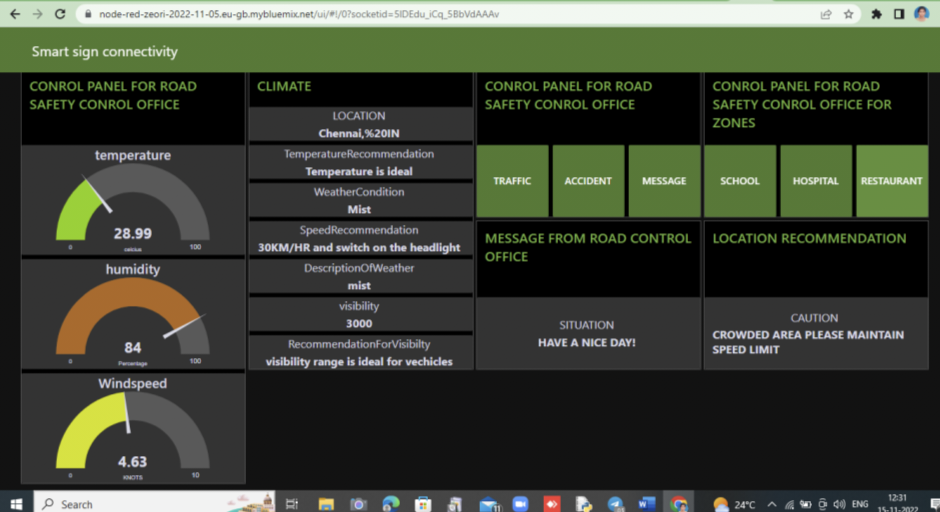 node-red-zeori-2022-11-05.eu-gb.mybluemix.net/ui/#!/0?socketid=5IDEdu_iCq_5BbVdAAAv
Smart sign connectivity
CONROL PANEL FOR ROAD
SAFETY CONROL OFFICE
temperature
28.99
celcius
0
100
humidity
84
Percentage
0
100
Windspeed
4.63
KNOTS
0
10
CLIMATE
LOCATION
Chennai,%20IN
TemperatureRecommendation
Temperature is ideal
WeatherCondition
Mist
SpeedRecommendation
30KM/HR and switch on the headlight
DescriptionOfWeather
mist
visibility
3000
RecommendationForVisibilty
visibility range is ideal for vechicles
CONROL PANEL FOR ROAD
SAFETY CONROL OFFICE
TRAFFIC
ACCIDENT
MESSAGE
MESSAGE FROM ROAD CONTROL
OFFICE
SITUATION
HAVE A NICE DAY!
CONROL PANEL FOR ROAD
SAFETY CONROL OFFICE FOR
ZONES
SCHOOL
HOSPITAL
RESTAURANT
LOCATION RECOMMENDATION
CAUTION
CROWDED AREA PLEASE MAINTAIN
SPEED LIMIT
Search
24°C
ENG
12:31
15-11-2022